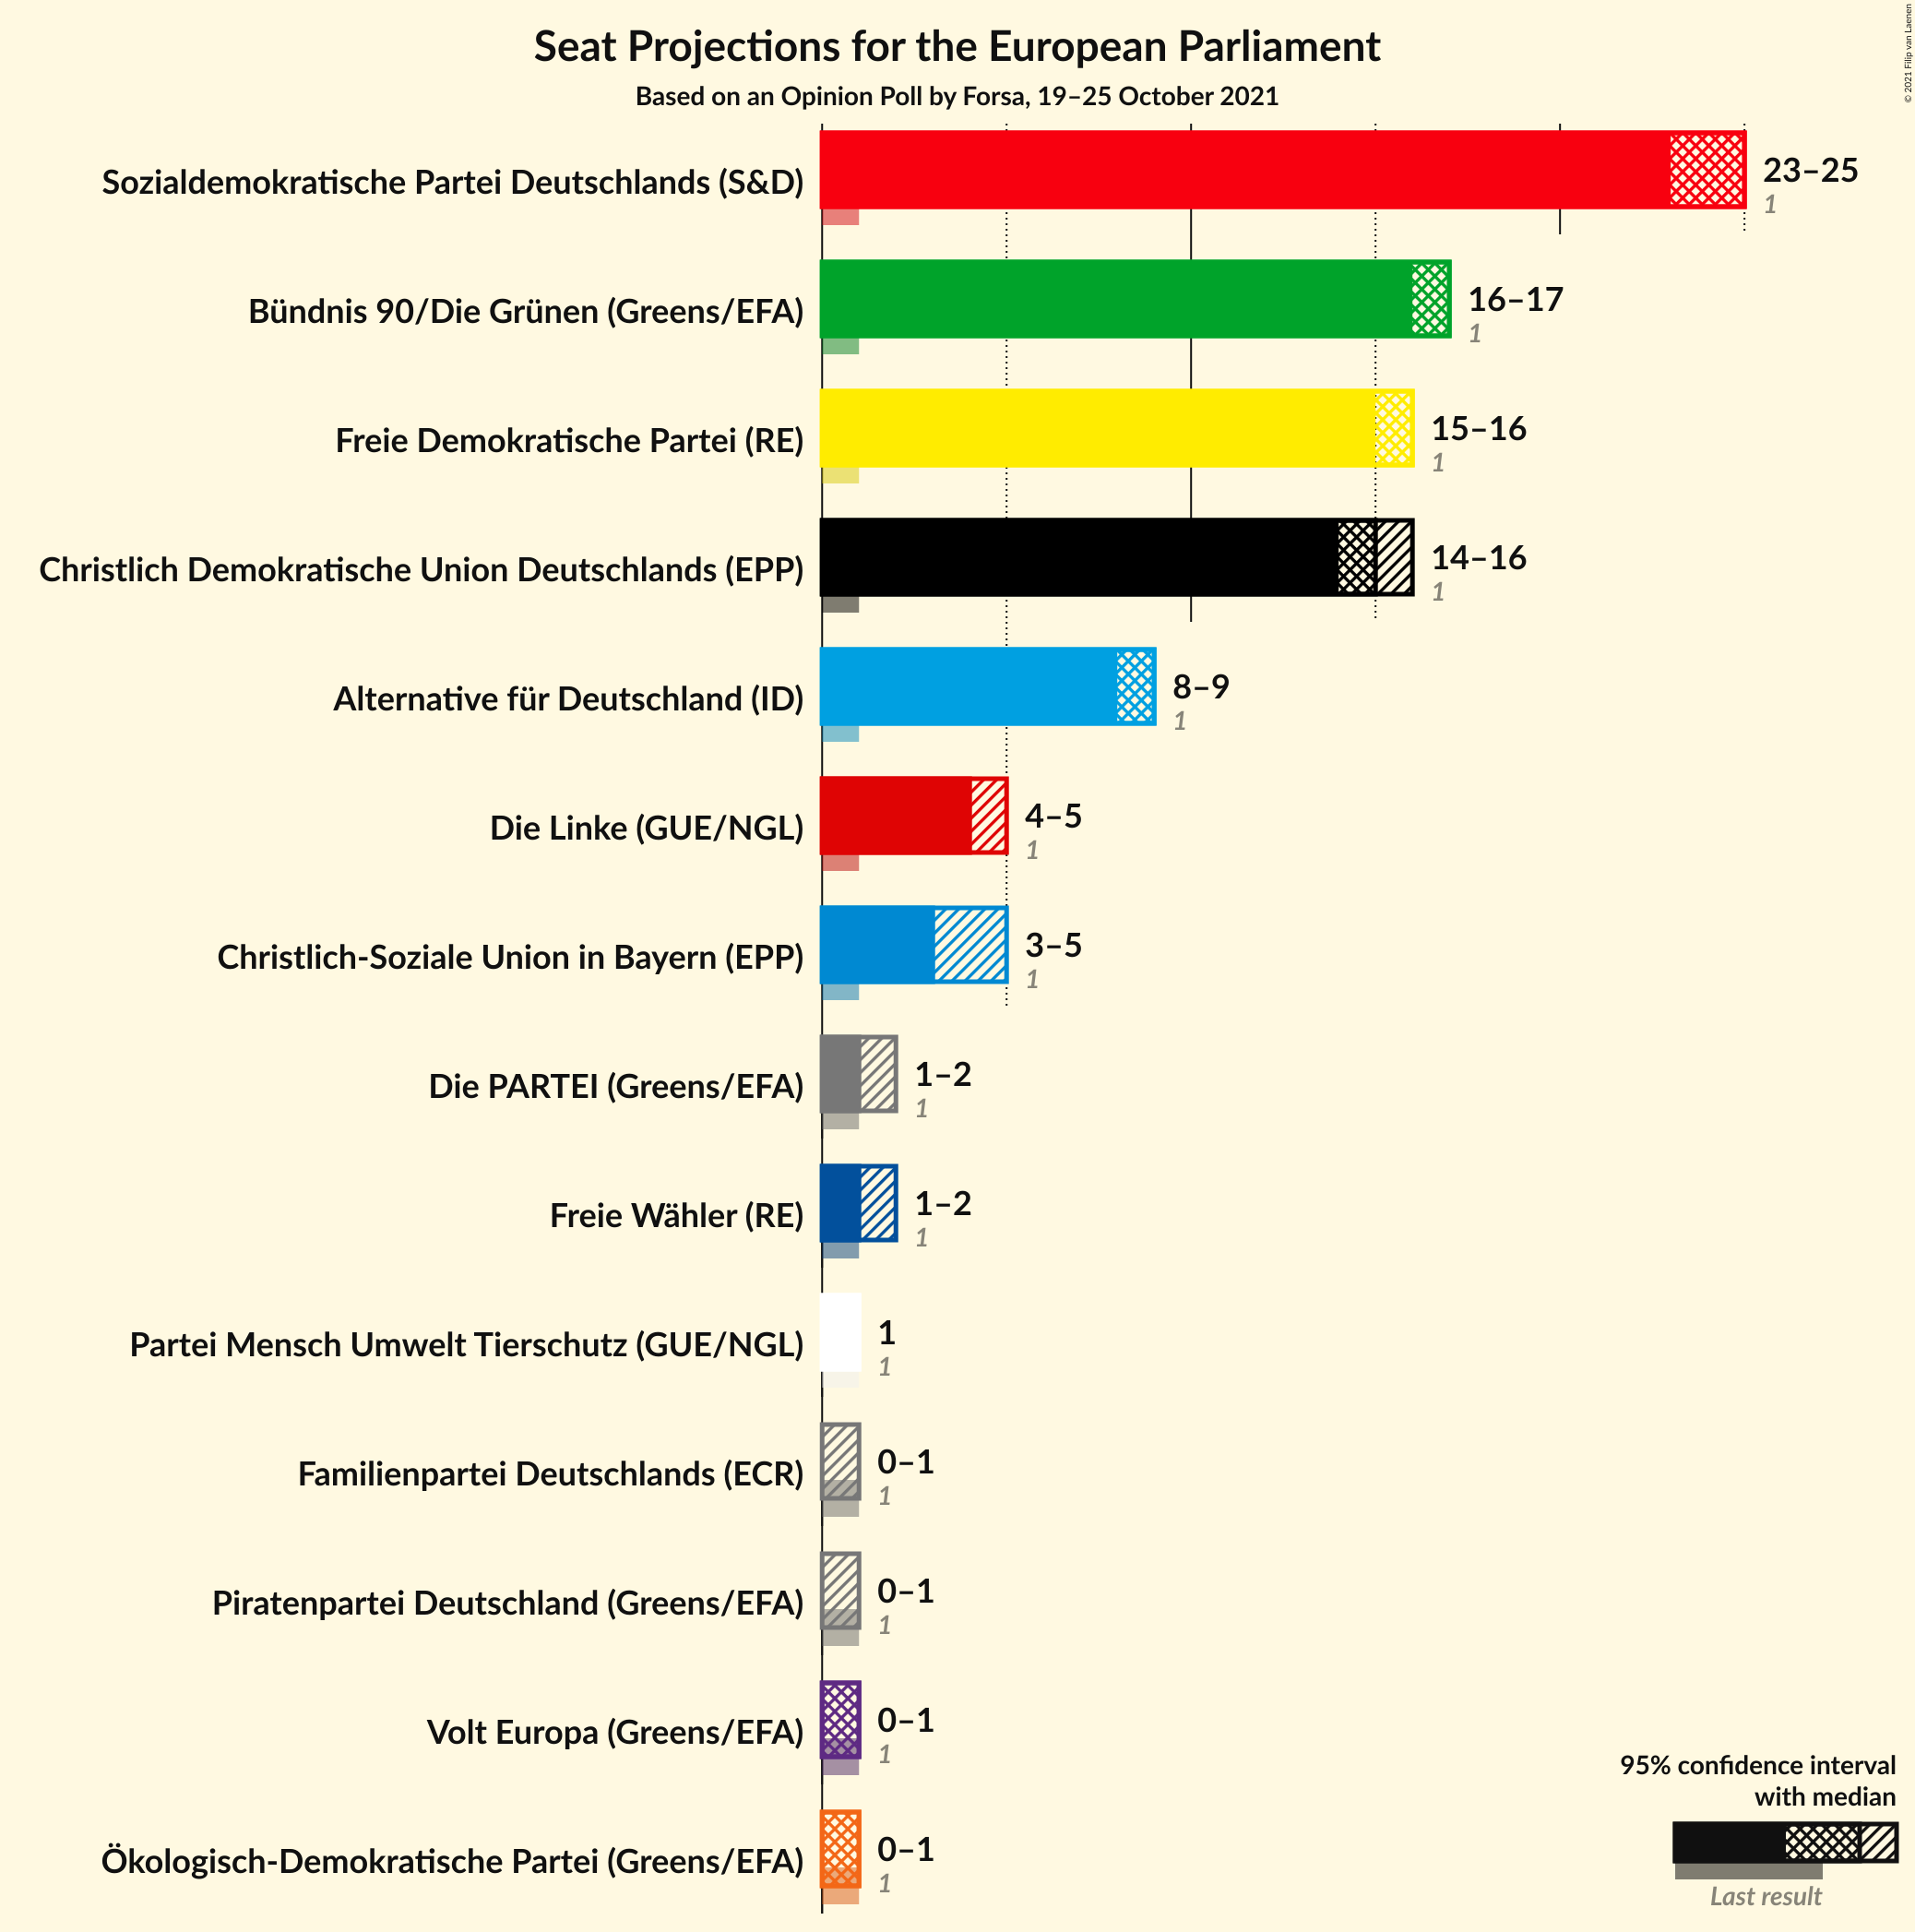 Seat Projections for the European Parliament
Based on an Opinion Poll by Forsa, 19–25 October 2021
© 2021 Filip van Laenen
Sozialdemokratische Partei Deutschlands (S&D)
23–25
1
Bündnis 90/Die Grünen (Greens/EFA)
16–17
1
Freie Demokratische Partei (RE)
15–16
1
Christlich Demokratische Union Deutschlands (EPP)
14–16
1
Alternative für Deutschland (ID)
8–9
1
Die Linke (GUE/NGL)
4–5
1
Christlich-Soziale Union in Bayern (EPP)
3–5
1
Die PARTEI (Greens/EFA)
1–2
1
Freie Wähler (RE)
1–2
1
Partei Mensch Umwelt Tierschutz (GUE/NGL)
1
1
Familienpartei Deutschlands (ECR)
0–1
1
Piratenpartei Deutschland (Greens/EFA)
0–1
1
Volt Europa (Greens/EFA)
0–1
1
Ökologisch-Demokratische Partei (Greens/EFA)
0–1
1
95% confidence interval
with median
Last result